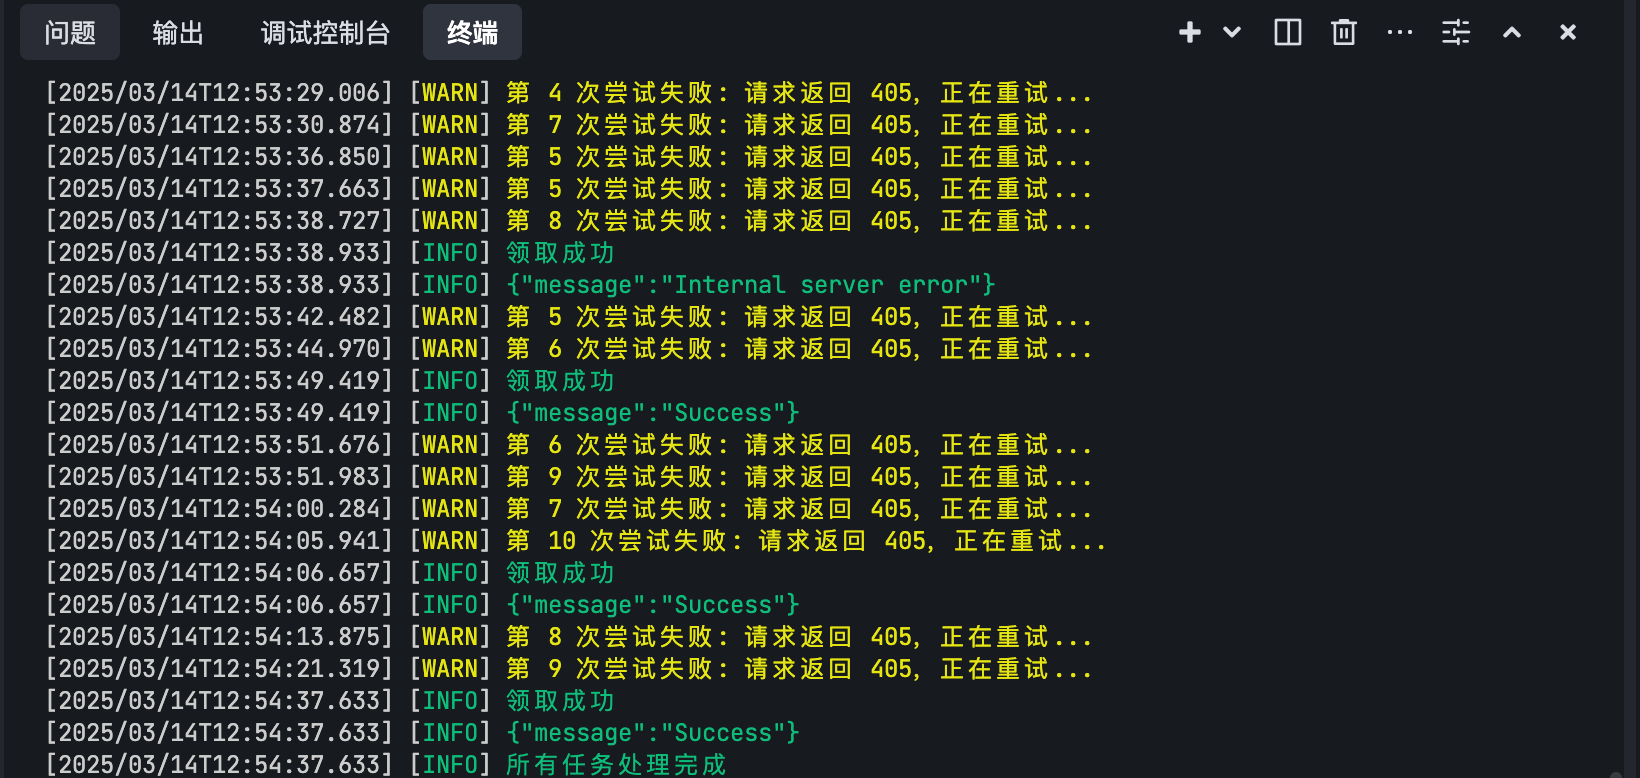 问题 输出 调试控制台 终端
[2025/03/14T12:53:29.006] [WARN] 第 4 次尝试失败: 请求返回 405, 正在重试...
[2025/03/14T12:53:30.874] [WARN] 第 7 次尝试失败: 请求返回 405, 正在重试...
[2025/03/14T12:53:36.850] [WARN] 第 5 次尝试失败: 请求返回 405, 正在重试...
[2025/03/14T12:53:37.663] [WARN] 第 5 次尝试失败: 请求返回 405, 正在重试...
[2025/03/14T12:53:38.727] [WARN] 第 8 次尝试失败: 请求返回 405, 正在重试...
[2025/03/14T12:53:38.933] [INFO] 领取成功
[2025/03/14T12:53:38.933] [INFO] {"message":"Internal server error"}
[2025/03/14T12:53:42.482] [WARN] 第 5 次尝试失败: 请求返回 405, 正在重试...
[2025/03/14T12:53:44.970] [WARN] 第 6 次尝试失败: 请求返回 405, 正在重试...
[2025/03/14T12:53:49.419] [INFO] 领取成功
[2025/03/14T12:53:49.419] [INFO] {"message":"Success"}
[2025/03/14T12:53:51.676] [WARN] 第 6 次尝试失败: 请求返回 405, 正在重试...
[2025/03/14T12:53:51.983] [WARN] 第 9 次尝试失败: 请求返回 405, 正在重试...
[2025/03/14T12:54:00.284] [WARN] 第 7 次尝试失败: 请求返回 405, 正在重试...
[2025/03/14T12:54:05.941] [WARN] 第 10 次尝试失败: 请求返回 405, 正在重试...
[2025/03/14T12:54:06.657] [INFO] 领取成功
[2025/03/14T12:54:06.657] [INFO] {"message":"Success"}
[2025/03/14T12:54:13.875] [WARN] 第 8 次尝试失败: 请求返回 405, 正在重试...
[2025/03/14T12:54:21.319] [WARN] 第 9 次尝试失败: 请求返回 405, 正在重试...
[2025/03/14T12:54:37.633] [INFO] 领取成功
[2025/03/14T12:54:37.633] [INFO] {"message":"Success"}
[2025/03/14T12:54:37.633] [INFO] 所有任务处理完成